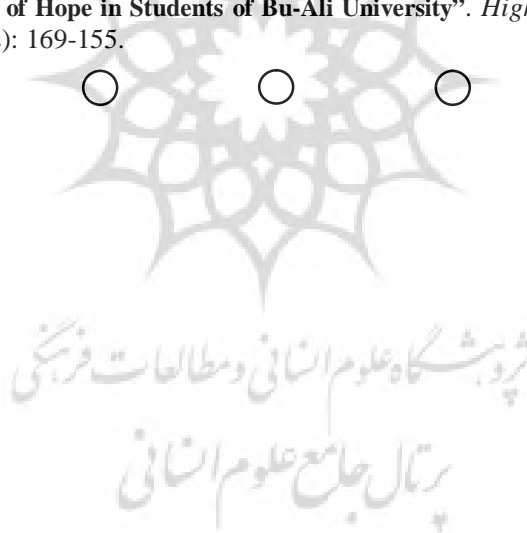 of Hope in Students of Bu-Ali University”. Hig
): 169-155.
پژوهشگاه علوم انسانی و مطالعات فرهنگی
پرتال جامع علوم انسانی